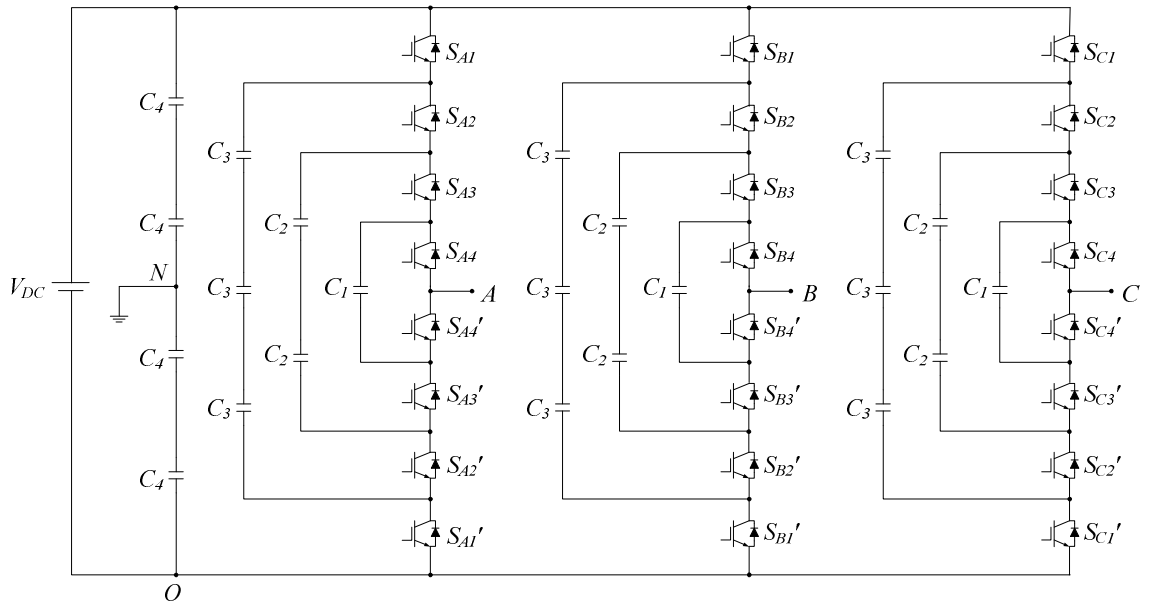 S_A1 S_B1 S_C1
C_4 S_A2 S_B2 S_C2
C_3 C_3 C_3
S_A3 S_B3 S_C3
C_4 C_2 C_2 C_2
S_A4 S_B4 S_C4
N
V_DC C_3 C_1 A C_3 C_1 B C_3 C_1 C
S_A4′ S_B4′ S_C4′
C_4 C_2 C_2 C_2
S_A3′ S_B3′ S_C3′
C_3 C_3 C_3
C_4 S_A2′ S_B2′ S_C2′
S_A1′ S_B1′ S_C1′
O